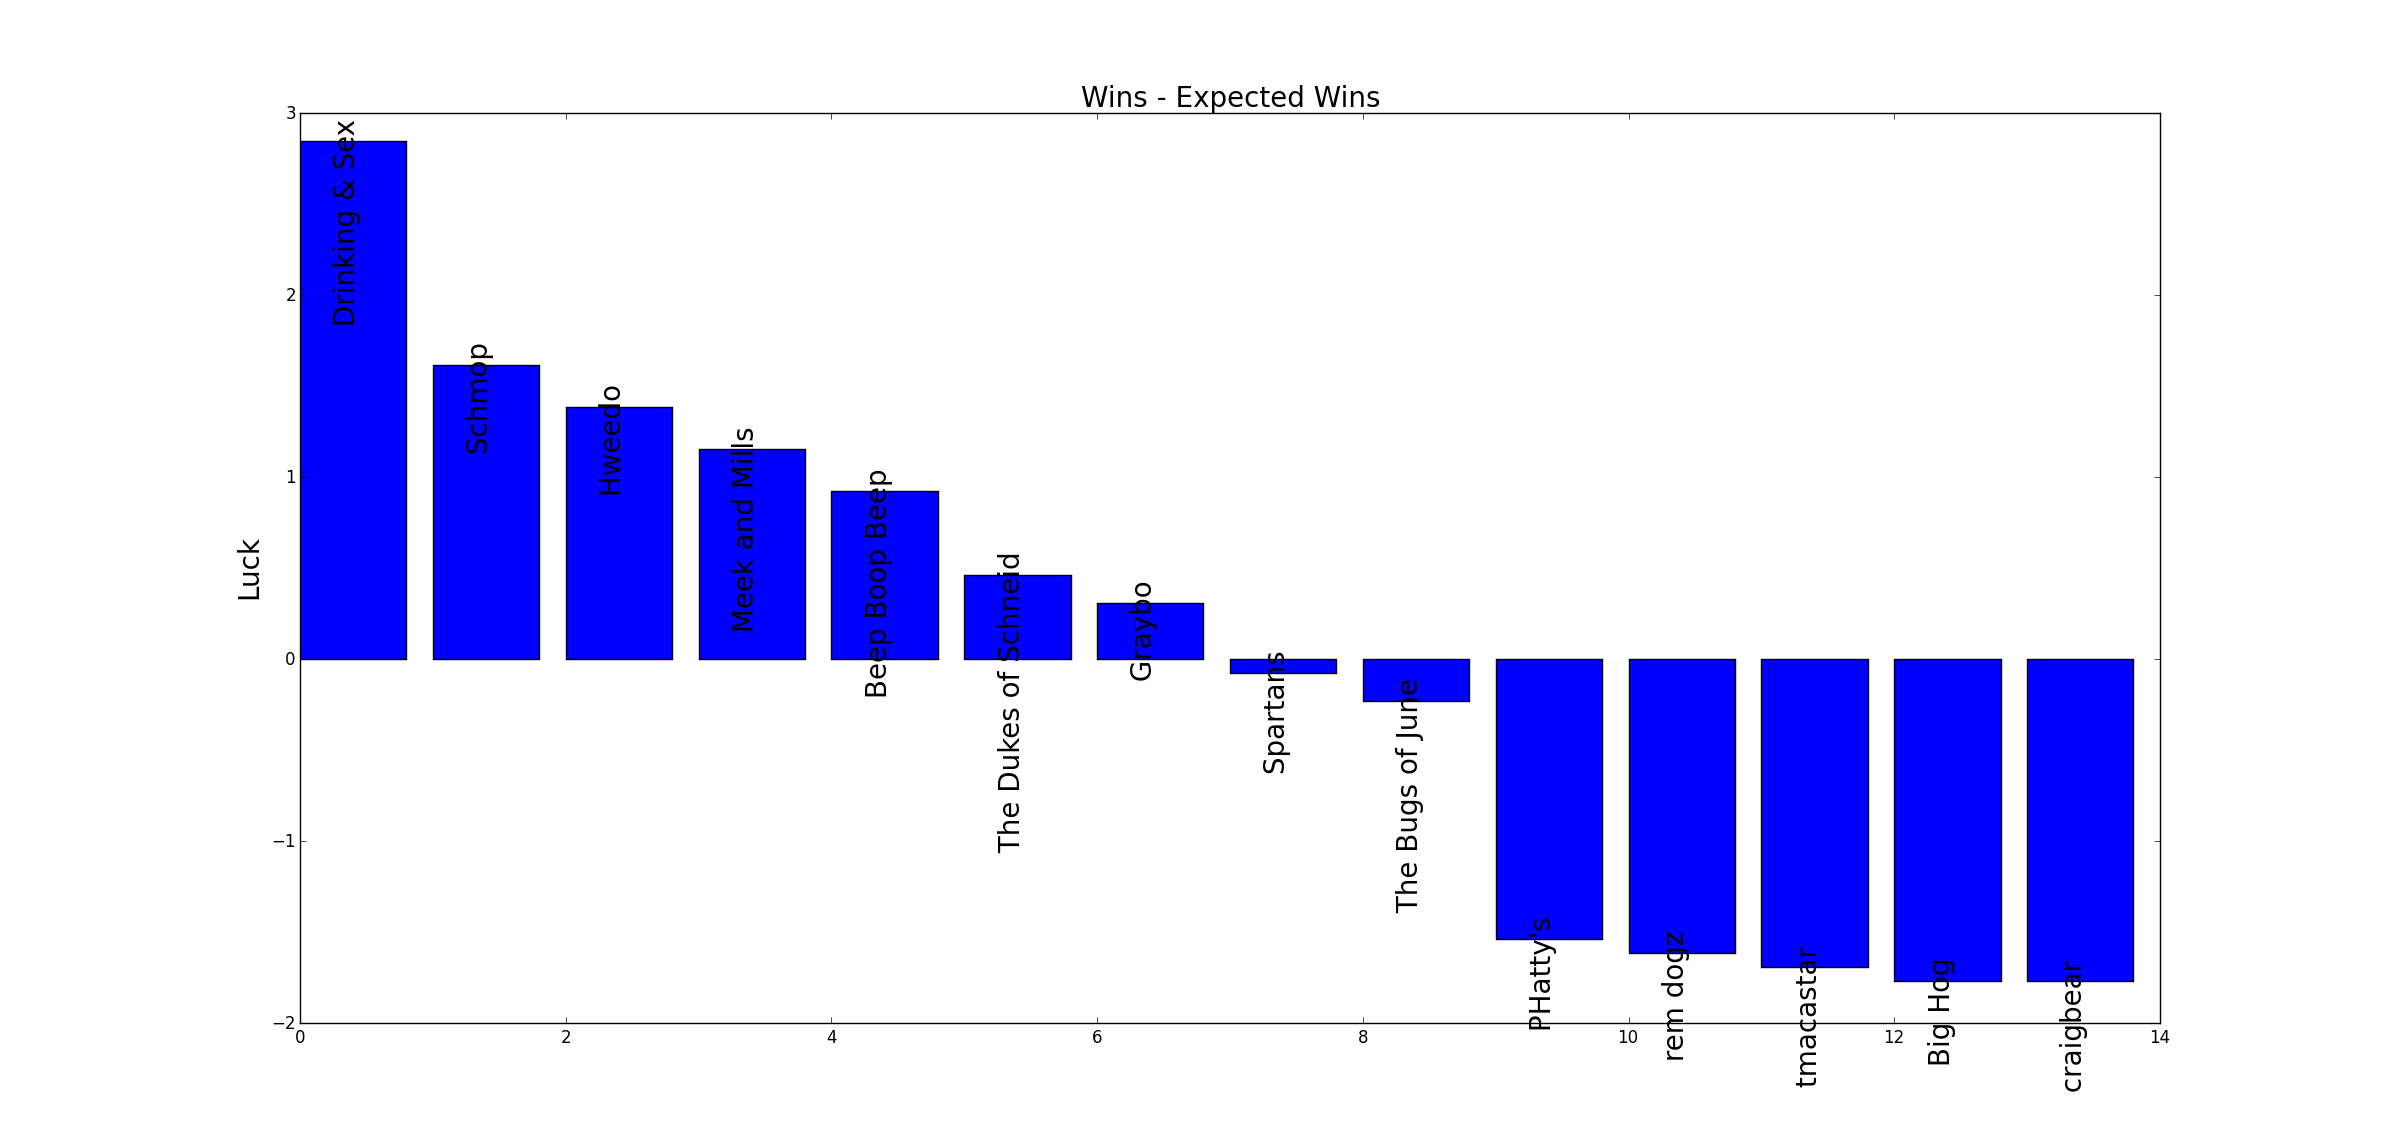 Wins - Expected Wins
Luck
3
2
1
0
−1
−2
Drinking & Sex
Schmop
Hweedo
Meek and Mills
Beep Boop Beep
The Dukes of Schneid
Graybo
Spartans
The Bugs of June
PHatty's
rem dogz
tmacastar
Big Hog
craigbear
0 2 4 6 8 10 12 14